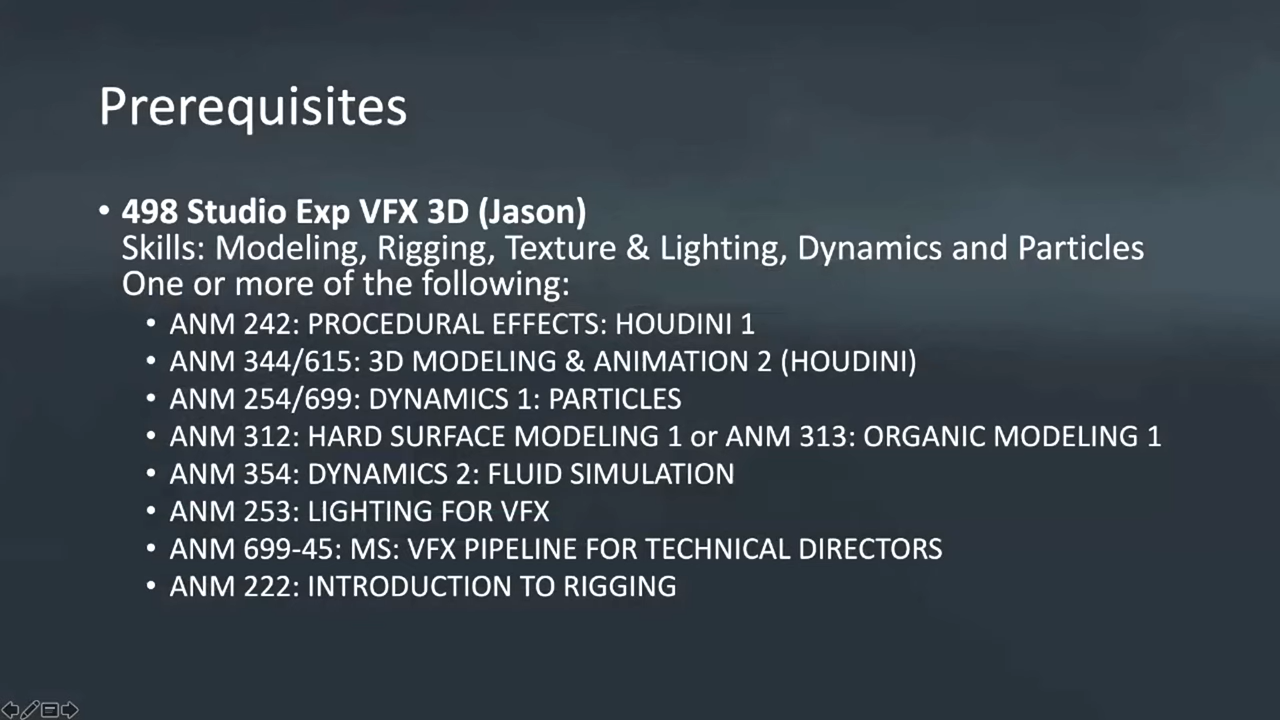 Prerequisites
• 498 Studio Exp VFX 3D (Jason)
Skills: Modeling, Rigging, Texture & Lighting, Dynamics and Particles
One or more of the following:
• ANM 242: PROCEDURAL EFFECTS: HOUDINI 1
• ANM 344/615: 3D MODELING & ANIMATION 2 (HOUDINI)
• ANM 254/699: DYNAMICS 1: PARTICLES
• ANM 312: HARD SURFACE MODELING 1 or ANM 313: ORGANIC MODELING 1
• ANM 354: DYNAMICS 2: FLUID SIMULATION
• ANM 253: LIGHTING FOR VFX
• ANM 699-45: MS: VFX PIPELINE FOR TECHNICAL DIRECTORS
• ANM 222: INTRODUCTION TO RIGGING